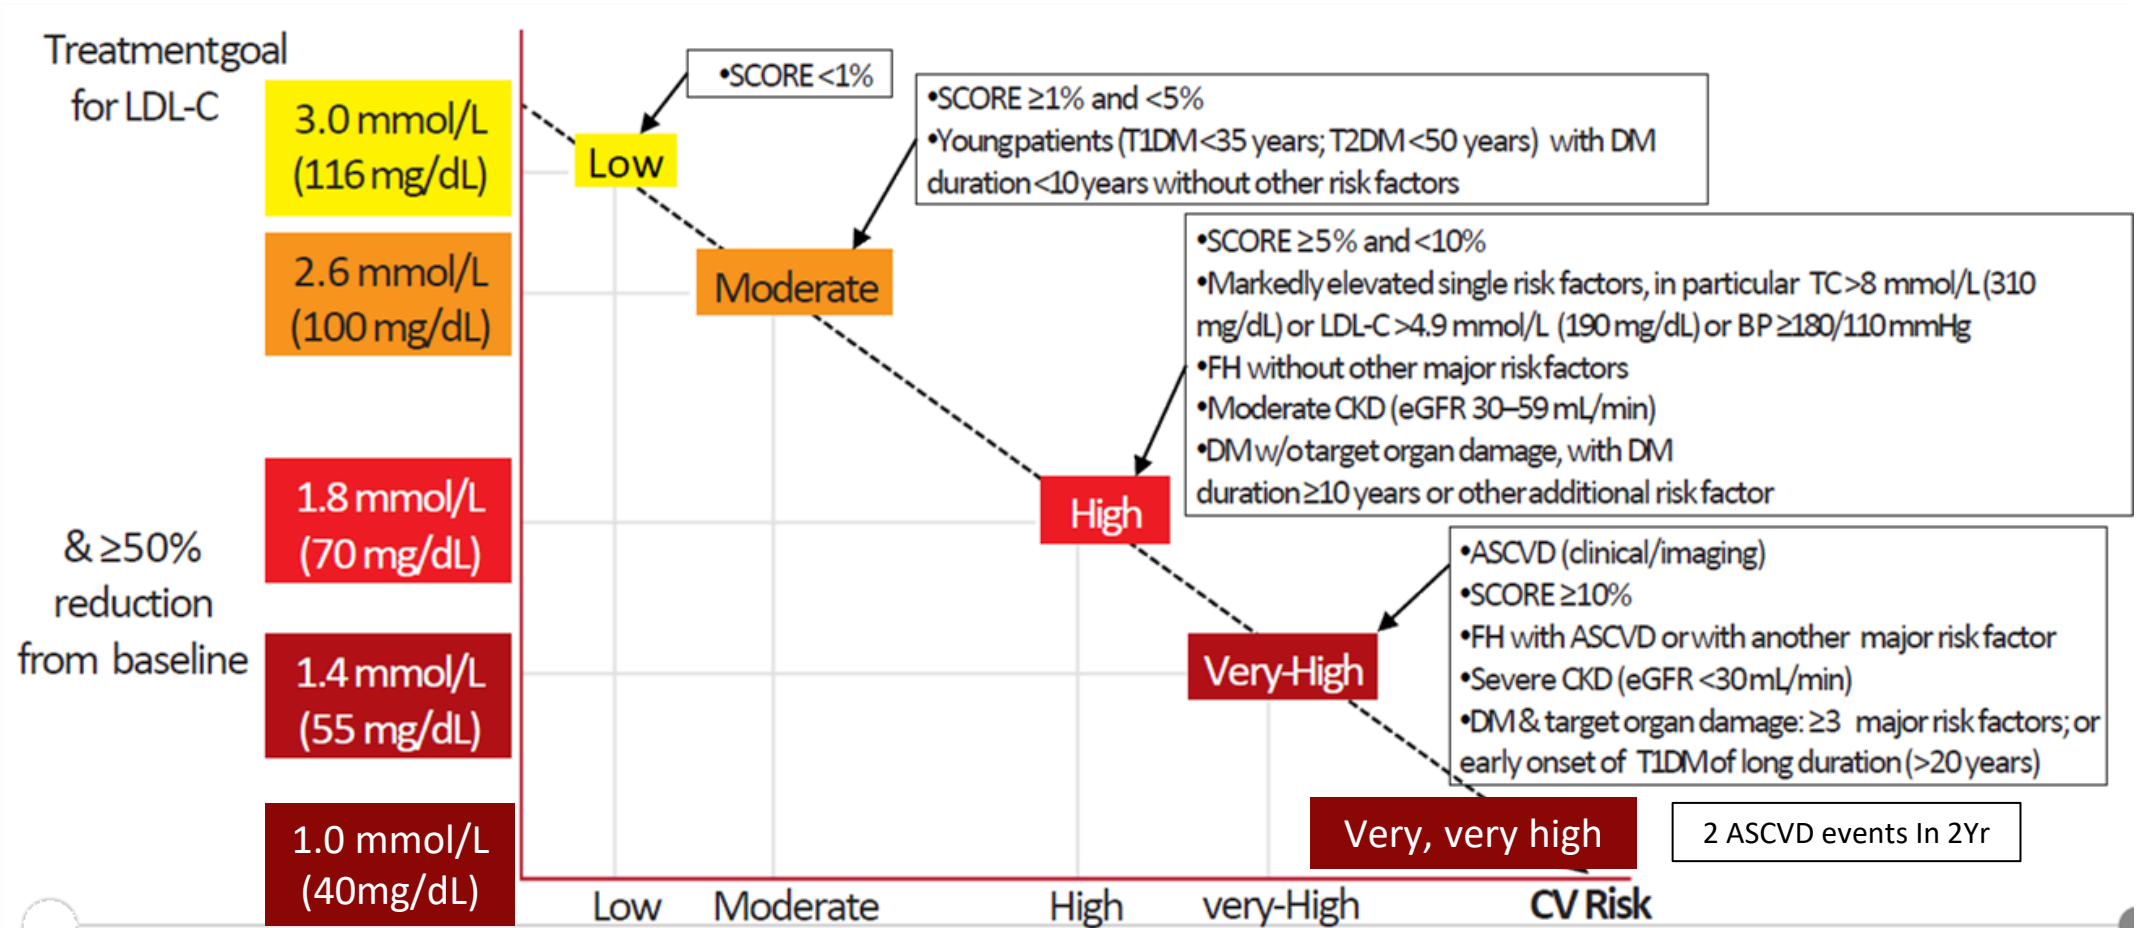 Treatment goal
for LDL-C
3.0 mmol/L
(116 mg/dL)
2.6 mmol/L
(100 mg/dL)
1.8 mmol/L
(70 mg/dL)
& ≥50%
reduction
from baseline
1.4 mmol/L
(55 mg/dL)
1.0 mmol/L
(40mg/dL)
Low
•SCORE <1%
Moderate
•SCORE ≥1% and <5%
•Young patients (T1DM <35 years; T2DM <50 years) with DM
duration <10 years without other risk factors
High
•SCORE ≥5% and <10%
•Markedly elevated single risk factors, in particular TC >8 mmol/L (310
mg/dL) or LDL-C >4.9 mmol/L (190 mg/dL) or BP ≥180/110 mmHg
•FH without other major risk factors
•Moderate CKD (eGFR 30–59 mL/min)
•DM w/o target organ damage, with DM
duration ≥10 years or other additional risk factor
Very-High
•ASCVD (clinical/imaging)
•SCORE ≥10%
•FH with ASCVD or with another major risk factor
•Severe CKD (eGFR <30 mL/min)
•DM & target organ damage: ≥3 major risk factors; or
early onset of T1DM of long duration (>20 years)
Very, very high
2 ASCVD events In 2Yr
Low Moderate High very-High CV Risk